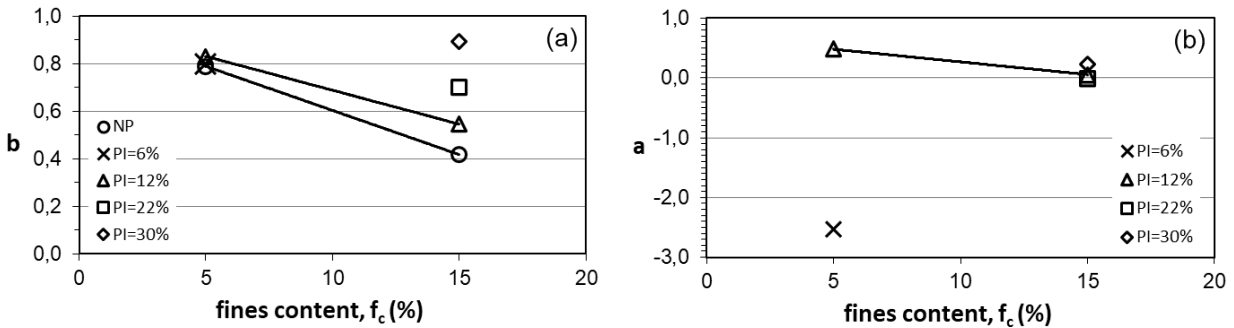 (a)
b
1,0
0,8
0,6
0,4
0,2
0,0
NP
PI=6%
PI=12%
PI=22%
PI=30%
0 5 10 15 20
fines content, fc (%)
(b)
a
1,0
0,0
-1,0
-2,0
-3,0
PI=6%
PI=12%
PI=22%
PI=30%
0 5 10 15 20
fines content, fc (%)